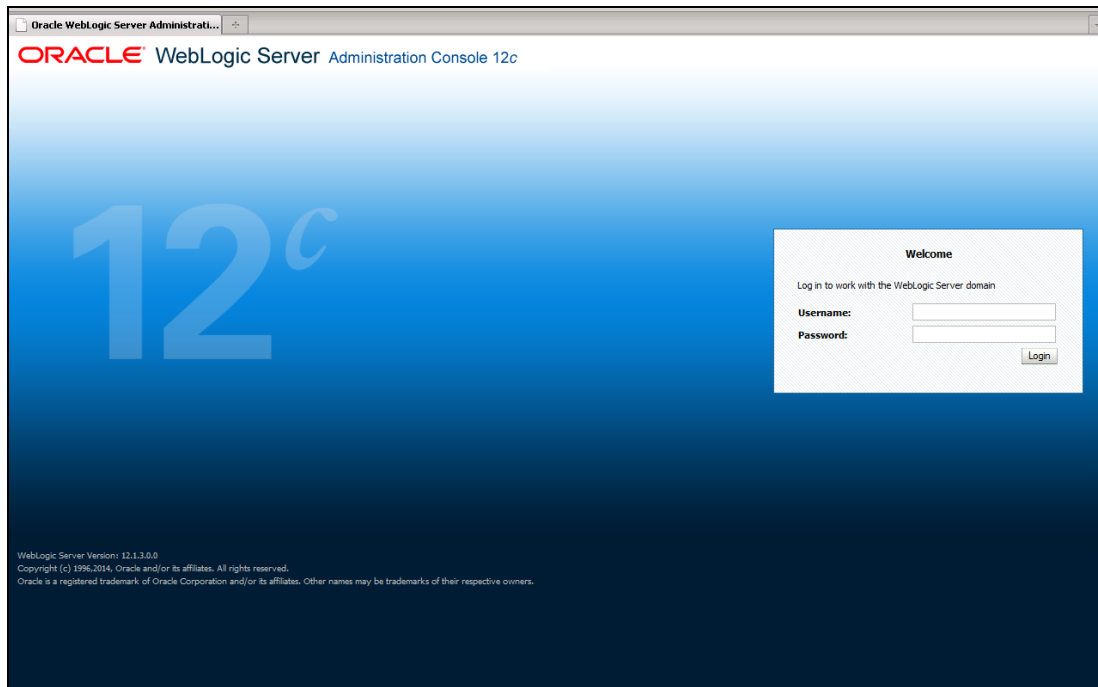 Oracle WebLogic Server Administrati...
ORACLE WebLogic Server Administration Console 12c
12c
Welcome
Log in to work with the WebLogic Server domain
Username:
Password:
Login
WebLogic Server Version: 12.1.3.0.0
Copyright (c) 1996,2014, Oracle and/or its affiliates. All rights reserved.
Oracle is a registered trademark of Oracle Corporation and/or its affiliates. Other names may be trademarks of their respective owners.